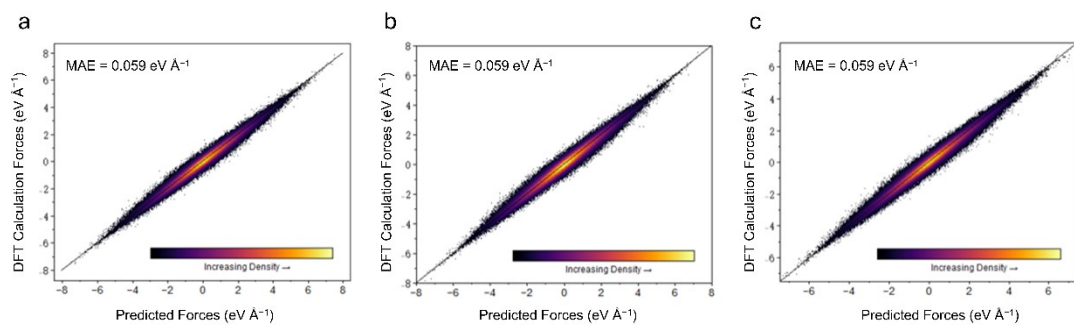 a
MAE = 0.059 eV Å⁻¹
DFT Calculation Forces (eV Å⁻¹)
8
6
4
2
0
.2
.4
.6
.8
Increasing Density →
−8 −6 −4 −2 0 2 4 6 8
Predicted Forces (eV Å⁻¹)
b
MAE = 0.059 eV Å⁻¹
DFT Calculation Forces (eV Å⁻¹)
8
6
4
2
0
.2
.4
.6
.8
Increasing Density →
−8 −6 −4 −2 0 2 4 6 8
Predicted Forces (eV Å⁻¹)
c
MAE = 0.059 eV Å⁻¹
DFT Calculation Forces (eV Å⁻¹)
6
4
2
0
.2
.4
.6
Increasing Density →
−6 −4 −2 0 2 4 6
Predicted Forces (eV Å⁻¹)